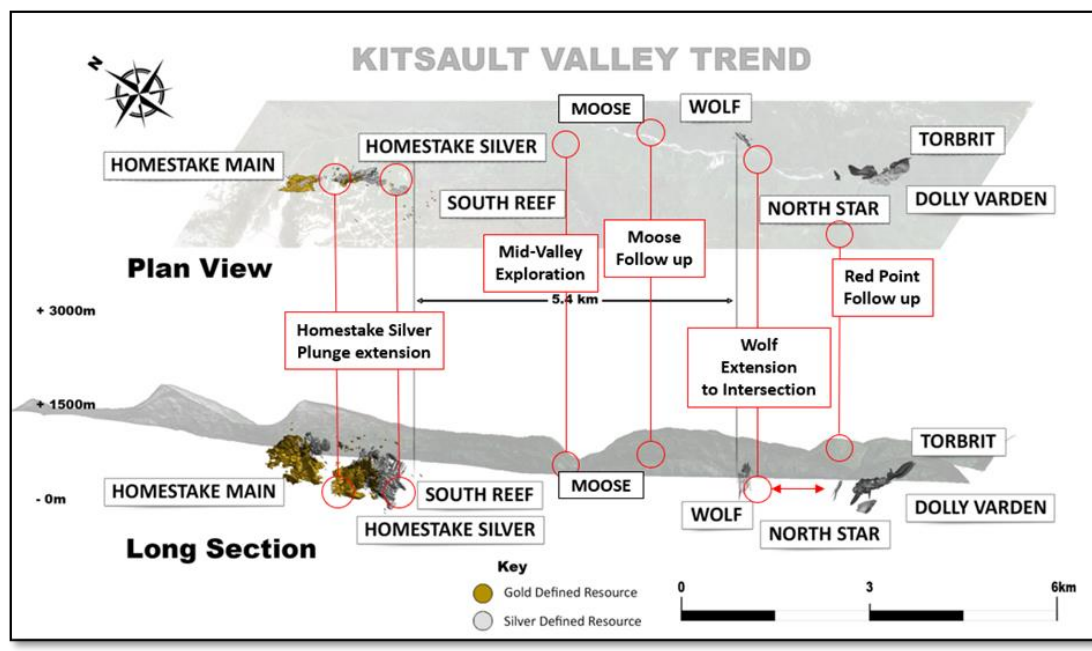 KITSAULT VALLEY TREND
N
MOOSE
WOLF
HOMESTAKE MAIN
HOMESTAKE SILVER
TORBRIT
SOUTH REEF
NORTH STAR
DOLLY VARDEN
Plan View
Mid-Valley
Exploration
Moose
Follow up
Red Point
Follow up
5.4 km
+ 3000m
Homestake Silver
Plunge extension
Wolf
Extension
to Intersection
+ 1500m
TORBRIT
HOMESTAKE MAIN
- 0m
SOUTH REEF
MOOSE
WOLF
DOLLY VARDEN
HOMESTAKE SILVER
NORTH STAR
Long Section
Key
Gold Defined Resource
Silver Defined Resource
0
3
6km